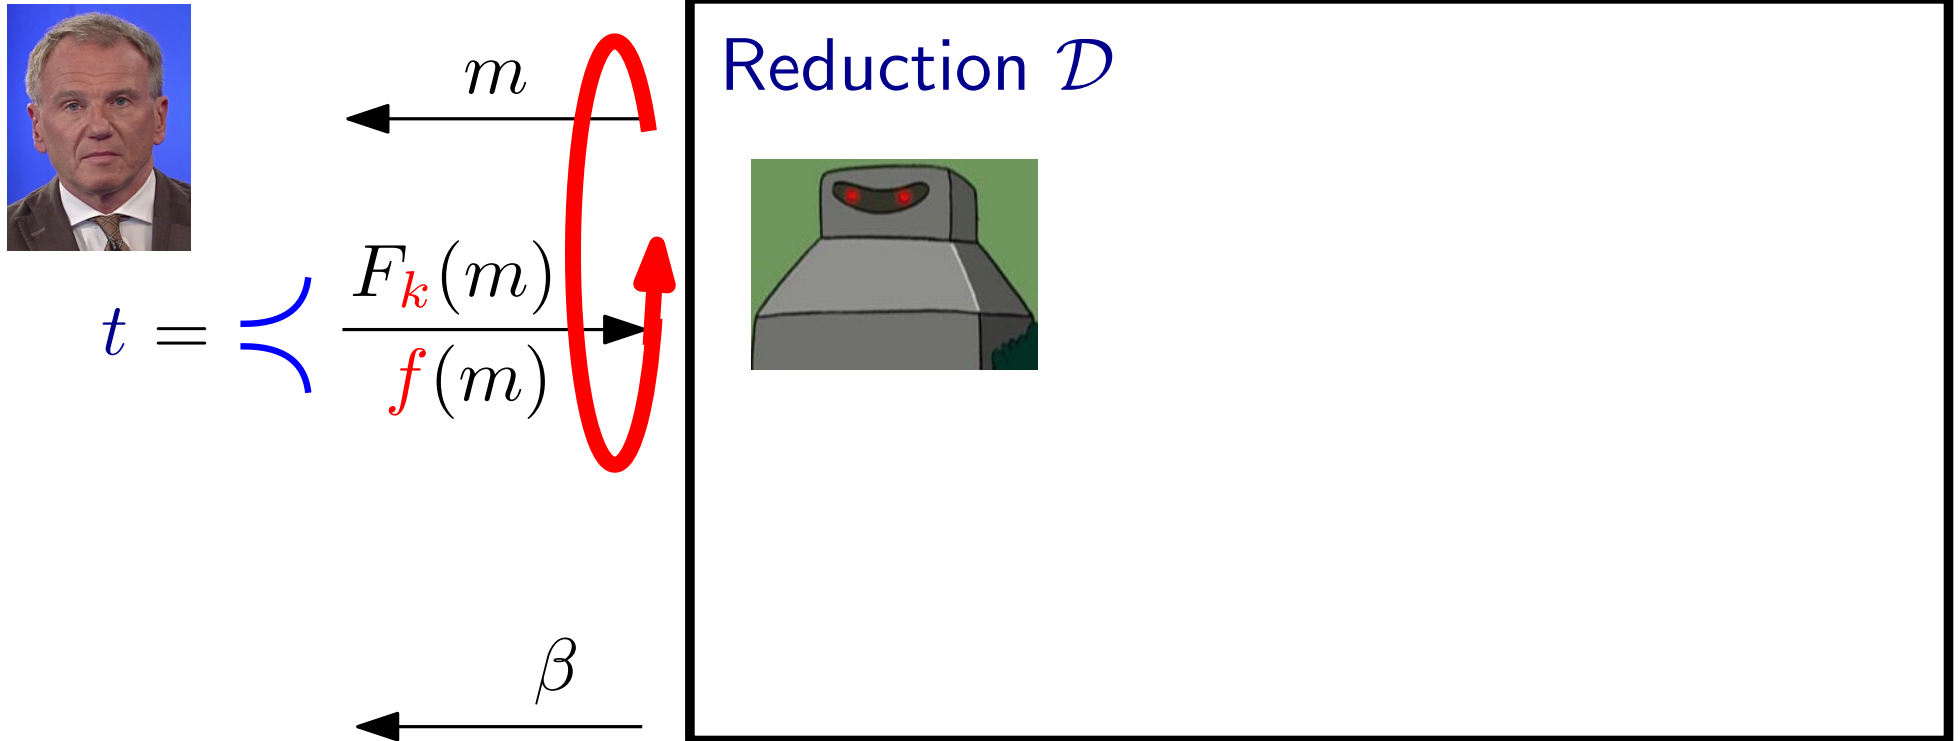 Reduction 𝒟
m
F_k(m)
t =
f(m)
β